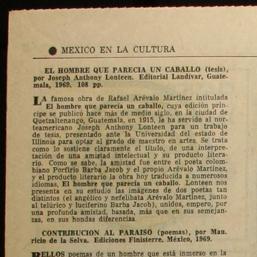 ● MEXICO EN LA CULTURA
EL HOMBRE QUE PARECIA UN CABALLO (tesis),
por Joseph Anthony Lonteen. Editorial Landívar, Guate-
mala, 1969. 108 pp.
LA famosa obra de Rafael Arévalo Martínez intitulada
El hombre que parecía un caballo, cuya edición prínci-
pe se publicó hace más de medio siglo, en la ciudad de
Quetzaltenango, Guatemala, en 1915, le ha servido al nor-
teamericano Joseph Anthony Lonteen para un trabajo
de tesis, presentado ante la Universidad del estado de
Illinois para optar al grado de maestro en artes. Se trata
como lo sostiene claramente el título, de una interpre-
tación de una amistad intelectual y su producto litera-
rio. Como se sabe, la amistad fue entre el poeta colom-
biano Porfirio Barba Jacob y el propio Arévalo Martínez,
y el producto literario la obra hoy traducida a numerosos
idiomas, El hombre que parecía un caballo. Lonteen nos
presenta en su estudio las imágenes de dos poetas tan
distintos (el angélico y nefelibata Arévalo Martínez, junto
al telúrico y luciferino Barba Jacob), unidos, empero, por
una profunda amistad, basada, más que en sus semejan-
zas, en sus hondas diferencias.
CONTRIBUCION AL PARAISO (poemas), por Mau-
ricio de la Selva. Ediciones Finisterre. México, 1969.
BELLOS poemas de un hombre que está inmerso en la